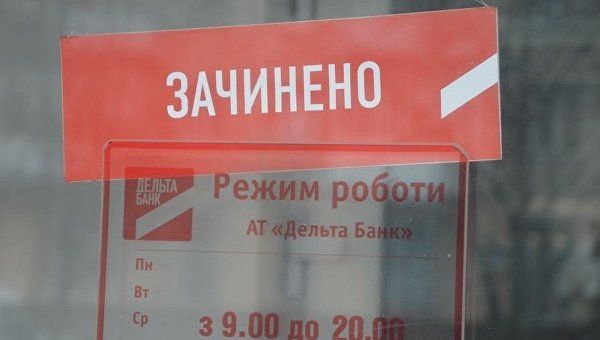 ЗАЧИНЕНО
ДЕЛЬТА
БАНК
Режим роботи
АТ «Дельта Банк»
Пн
Вт
Ср
з 9.00 до 20.00